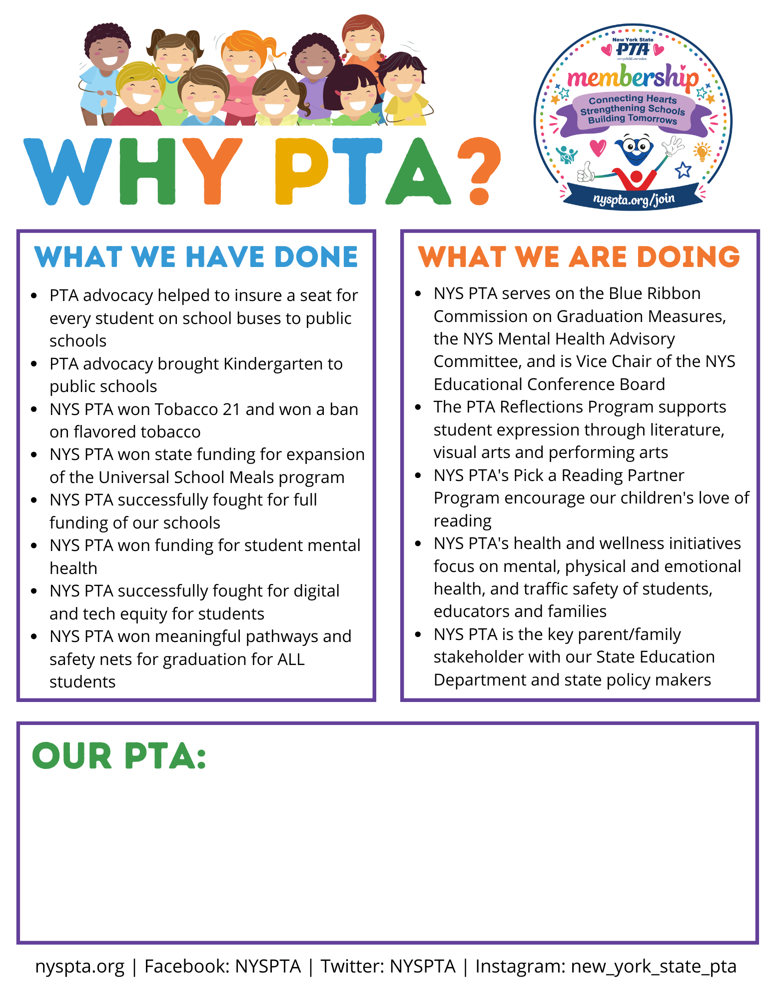 New York State
PTA
everychild.onevoice.
membership
Connecting Hearts
Strengthening Schools
Building Tomorrows
nyspta.org/join
WHY PTA?
WHAT WE HAVE DONE
• PTA advocacy helped to insure a seat for
every student on school buses to public
schools
• PTA advocacy brought Kindergarten to
public schools
• NYS PTA won Tobacco 21 and won a ban
on flavored tobacco
• NYS PTA won state funding for expansion
of the Universal School Meals program
• NYS PTA successfully fought for full
funding of our schools
• NYS PTA won funding for student mental
health
• NYS PTA successfully fought for digital
and tech equity for students
• NYS PTA won meaningful pathways and
safety nets for graduation for ALL
students
WHAT WE ARE DOING
• NYS PTA serves on the Blue Ribbon
Commission on Graduation Measures,
the NYS Mental Health Advisory
Committee, and is Vice Chair of the NYS
Educational Conference Board
• The PTA Reflections Program supports
student expression through literature,
visual arts and performing arts
• NYS PTA's Pick a Reading Partner
Program encourage our children's love of
reading
• NYS PTA's health and wellness initiatives
focus on mental, physical and emotional
health, and traffic safety of students,
educators and families
• NYS PTA is the key parent/family
stakeholder with our State Education
Department and state policy makers
OUR PTA:
nyspta.org | Facebook: NYSPTA | Twitter: NYSPTA | Instagram: new_york_state_pta